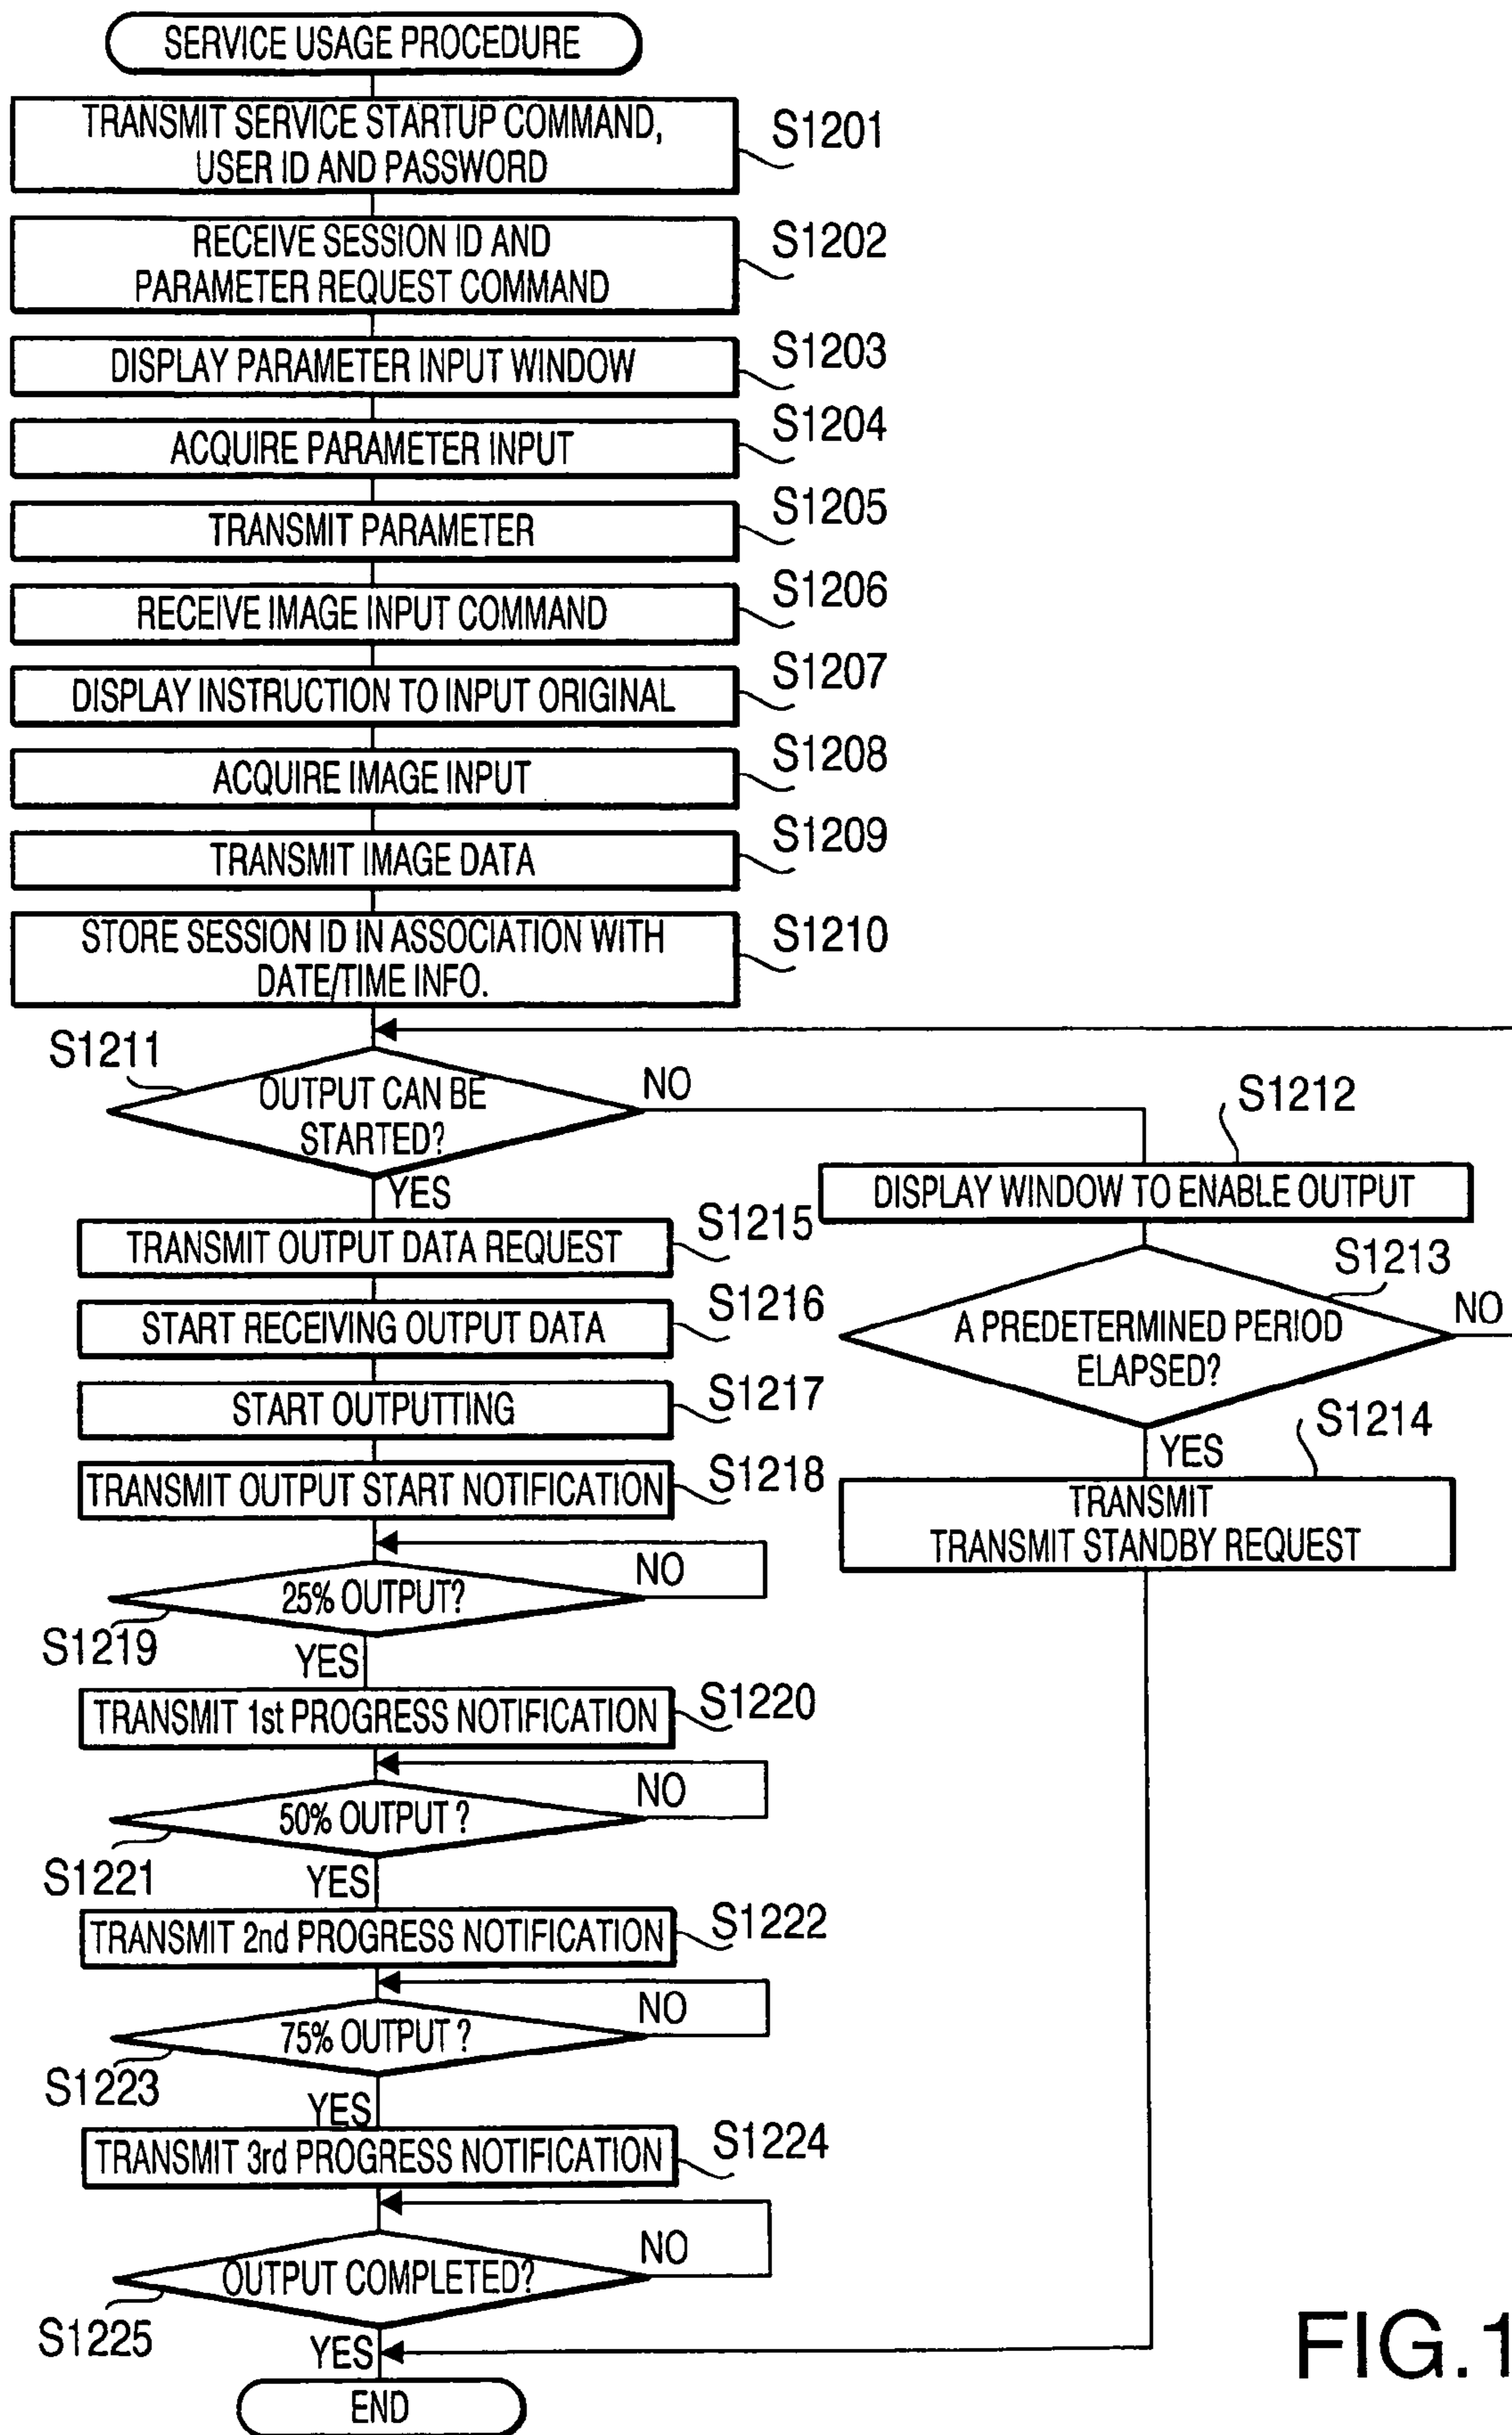 SERVICE USAGE PROCEDURE
TRANSMIT SERVICE STARTUP COMMAND,
USER ID AND PASSWORD
S1201
RECEIVE SESSION ID AND
PARAMETER REQUEST COMMAND
S1202
DISPLAY PARAMETER INPUT WINDOW
S1203
ACQUIRE PARAMETER INPUT
S1204
TRANSMIT PARAMETER
S1205
RECEIVE IMAGE INPUT COMMAND
S1206
DISPLAY INSTRUCTION TO INPUT ORIGINAL
S1207
ACQUIRE IMAGE INPUT
S1208
TRANSMIT IMAGE DATA
S1209
STORE SESSION ID IN ASSOCIATION WITH
DATE/TIME INFO.
S1210
S1211
OUTPUT CAN BE
STARTED?
NO
YES
S1212
DISPLAY WINDOW TO ENABLE OUTPUT
S1213
A PREDETERMINED PERIOD
ELAPSED?
NO
YES
S1214
TRANSMIT
TRANSMIT STANDBY REQUEST
TRANSMIT OUTPUT DATA REQUEST
S1215
START RECEIVING OUTPUT DATA
S1216
START OUTPUTTING
S1217
TRANSMIT OUTPUT START NOTIFICATION
S1218
25% OUTPUT?
NO
S1219
YES
TRANSMIT 1st PROGRESS NOTIFICATION
S1220
50% OUTPUT ?
NO
S1221
YES
TRANSMIT 2nd PROGRESS NOTIFICATION
S1222
75% OUTPUT ?
NO
S1223
YES
TRANSMIT 3rd PROGRESS NOTIFICATION
S1224
OUTPUT COMPLETED?
NO
S1225
YES
END
FIG.1